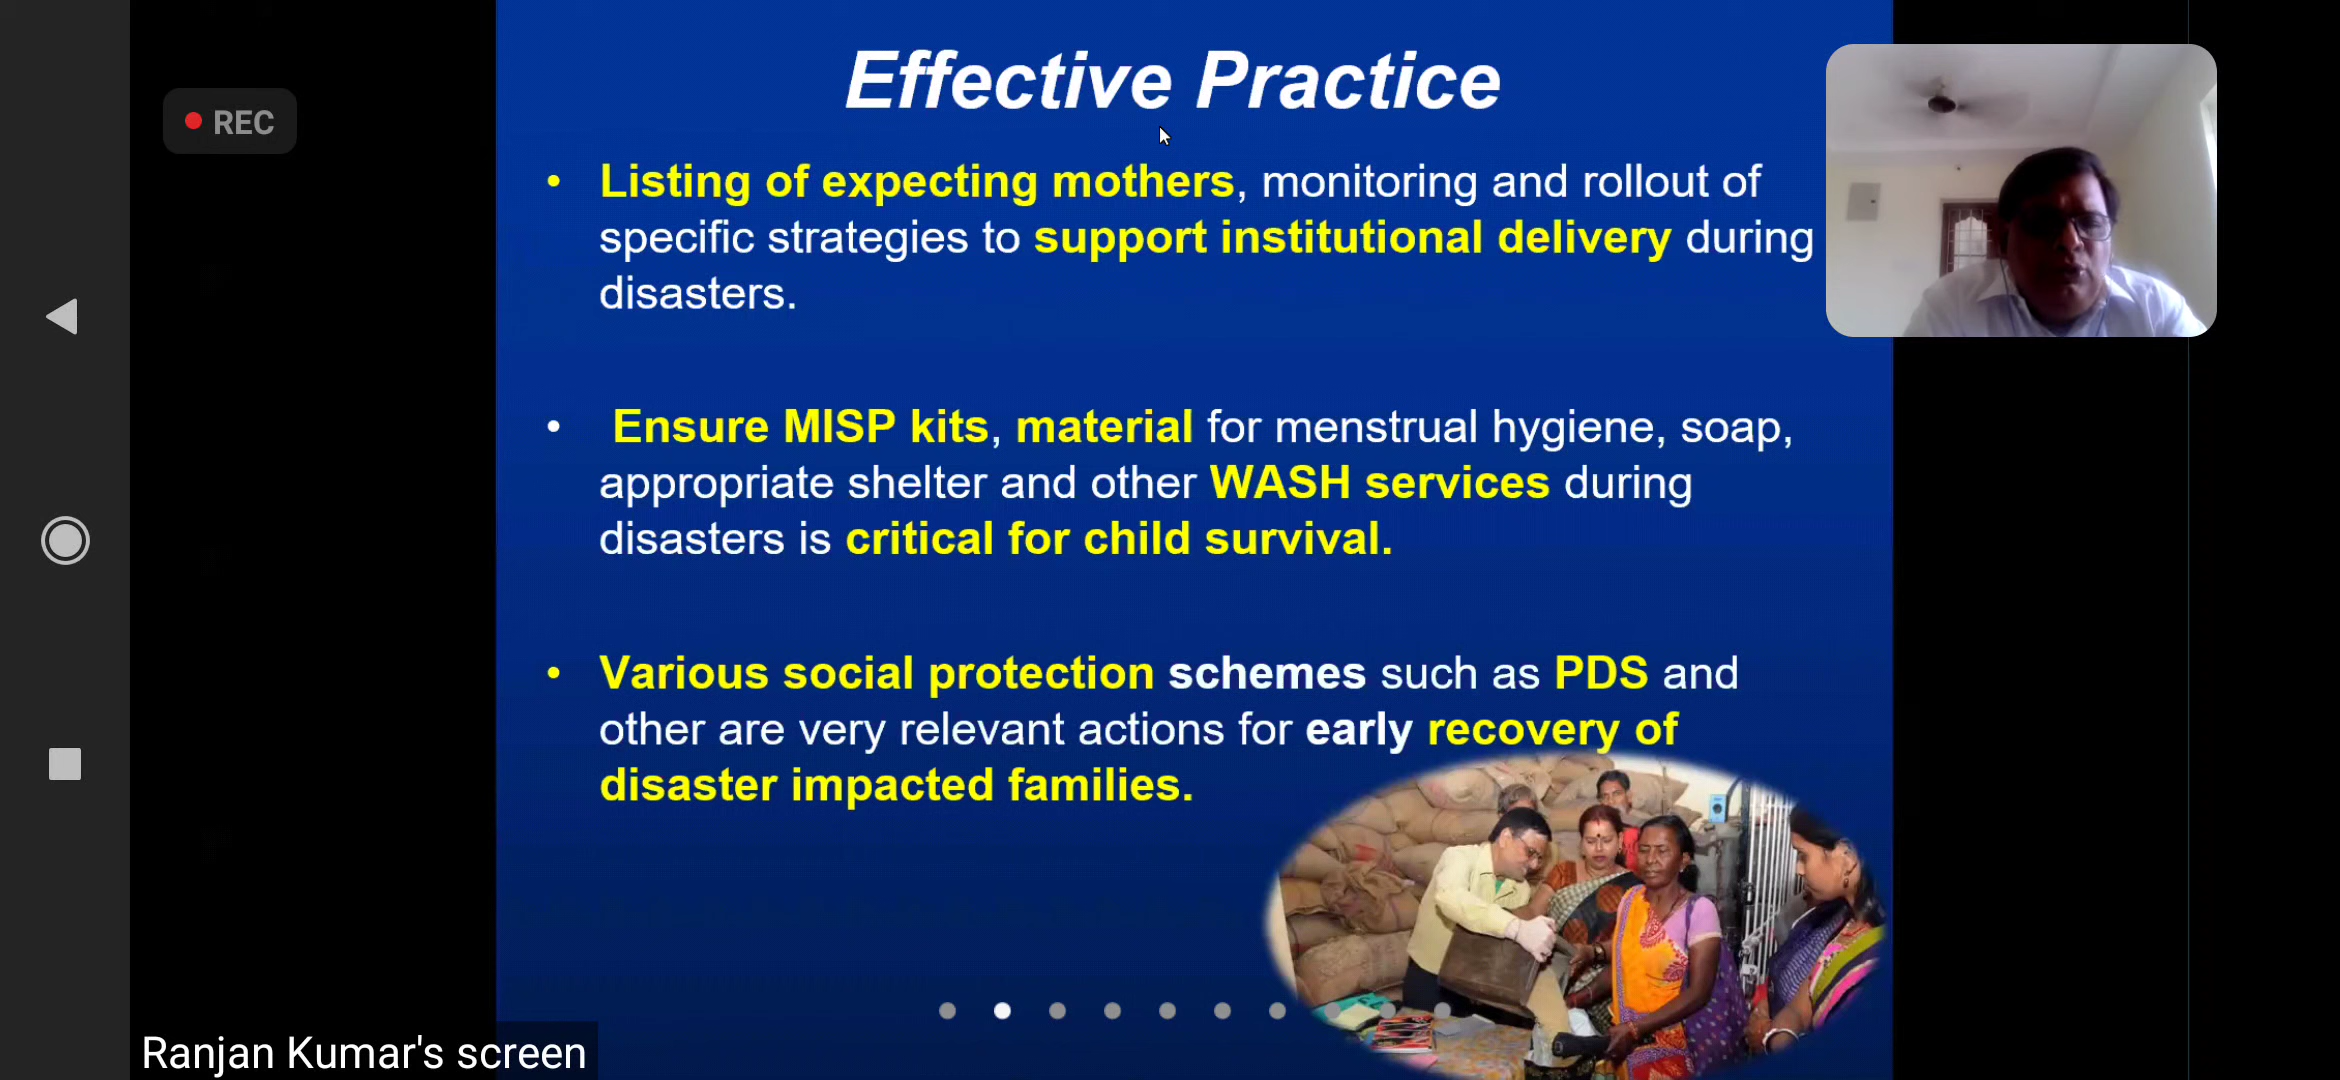 Effective Practice
REC
• Listing of expecting mothers, monitoring and rollout of
specific strategies to support institutional delivery during
disasters.
• Ensure MISP kits, material for menstrual hygiene, soap,
appropriate shelter and other WASH services during
disasters is critical for child survival.
• Various social protection schemes such as PDS and
other are very relevant actions for early recovery of
disaster impacted families.
Ranjan Kumar's screen